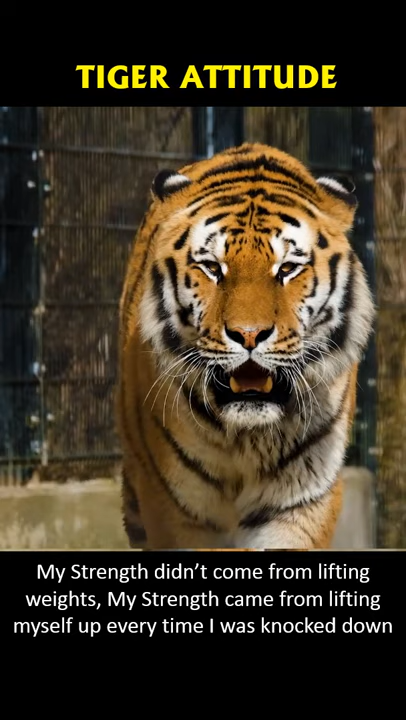 TIGER ATTITUDE
My Strength didn’t come from lifting
weights, My Strength came from lifting
myself up every time I was knocked down